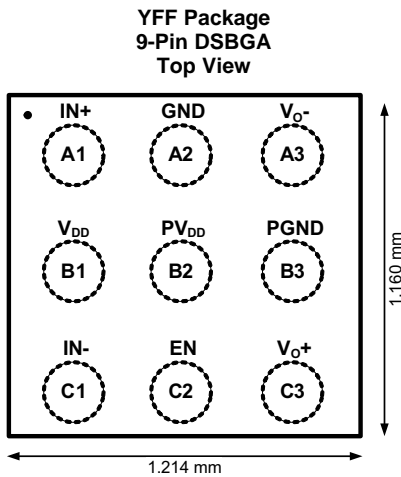 YFF Package
9-Pin DSBGA
Top View
IN+ GND VO-
A1 A2 A3
VDD PVDD PGND
B1 B2 B3
IN- EN VO+
C1 C2 C3
1.160 mm
1.214 mm